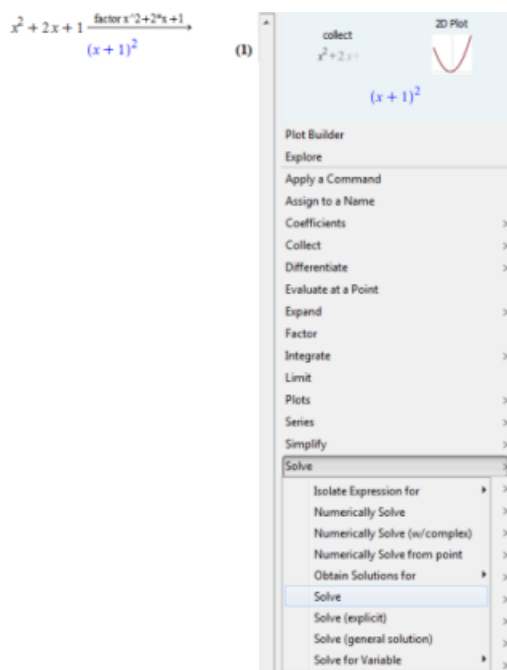 x² + 2x + 1 factor x^2+2*x+1 →
(x + 1)² (1)
collect 2D Plot
x² + 2x +
(x + 1)²
Plot Builder
Explore
Apply a Command
Assign to a Name
Coefficients
Collect
Differentiate
Evaluate at a Point
Expand
Factor
Integrate
Limit
Plots
Series
Simplify
Solve
Isolate Expression for
Numerically Solve
Numerically Solve (w/complex)
Numerically Solve from point
Obtain Solutions for
Solve
Solve (explicit)
Solve (general solution)
Solve for Variable